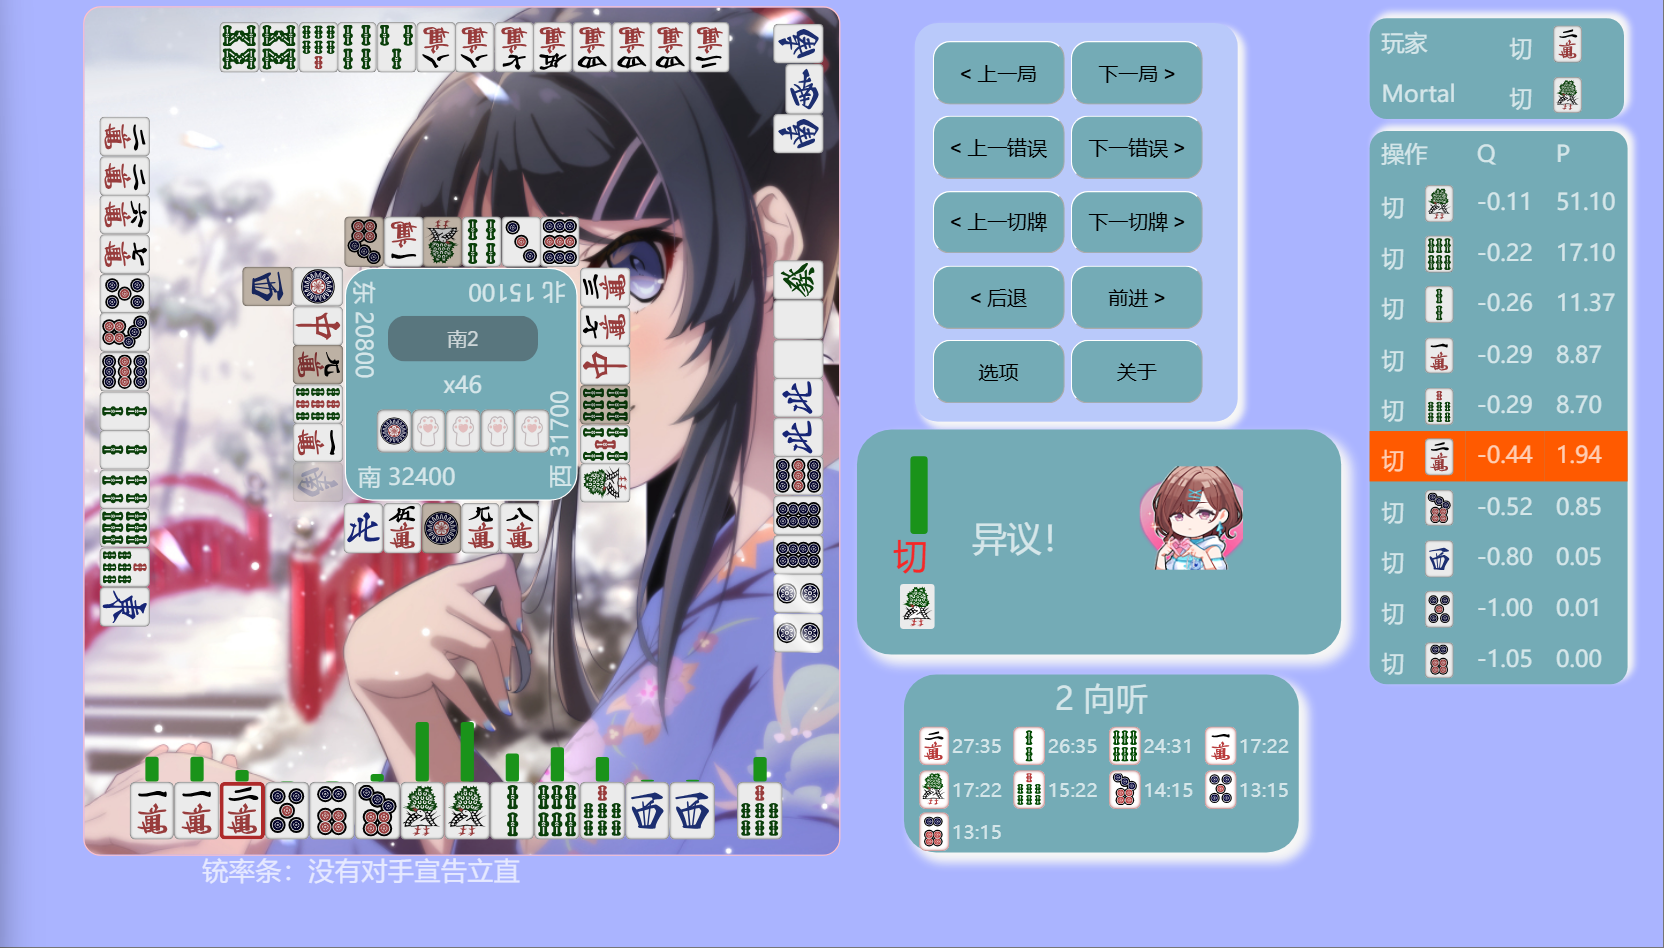 东 20800
北 15100
南2
x46
西 31700
南 32400
铳率条：没有对手宣告立直
< 上一局
下一局 >
< 上一错误
下一错误 >
< 上一切牌
下一切牌 >
< 后退
前进 >
选项
关于
切
异议！
2 向听
27:35
26:35
24:31
17:22
17:22
15:22
14:15
13:15
13:15
玩家 切
Mortal 切
操作 Q P
切 -0.11 51.10
切 -0.22 17.10
切 -0.26 11.37
切 -0.29 8.87
切 -0.29 8.70
切 -0.44 1.94
切 -0.52 0.85
切 -0.80 0.05
切 -1.00 0.01
切 -1.05 0.00